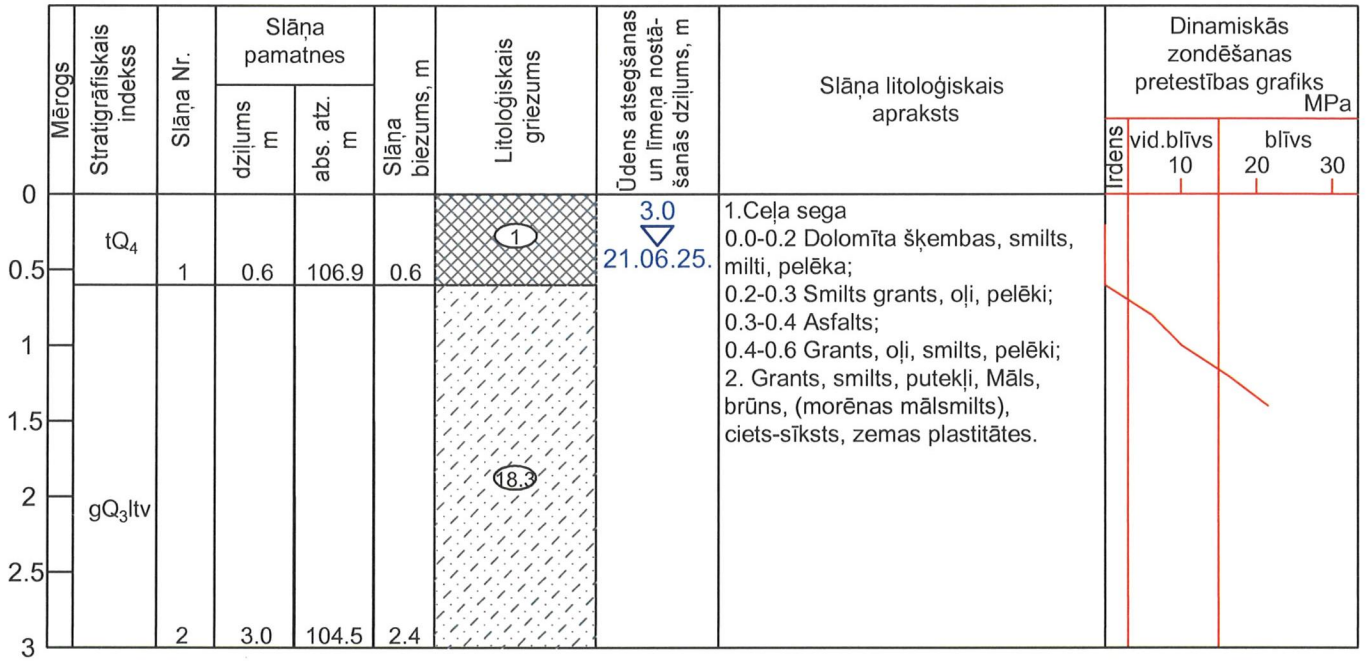 Mērogs
Stratigrāfiskais
indekss
Slāņa Nr.
Slāņa
pamatnes
dziļums
m
abs. atz.
m
Slāņa
biezums, m
Litoloģiskais
griezums
Ūdens atsegšanas
un līmeņa nostā-
šanās dziļums, m
Slāņa litoloģiskais
apraksts
Dinamiskās
zondēšanas
pretestības grafiks
MPa
Irdens
vid.blīvs
blīvs
10
20
30
0
0.5
1
1.5
2
2.5
3
tQ₄
1
0.6
106.9
0.6
1
3.0
21.06.25.
1.Ceļa sega
0.0-0.2 Dolomīta šķembas, smilts,
milti, pelēka;
0.2-0.3 Smilts grants, oļi, pelēki;
0.3-0.4 Asfalts;
0.4-0.6 Grants, oļi, smilts, pelēki;
2. Grants, smilts, putekļi, Māls,
brūns, (morēnas mālsmilts),
ciets-sīksts, zemas plastitātes.
gQ₃ltv
2
3.0
104.5
2.4
18.3